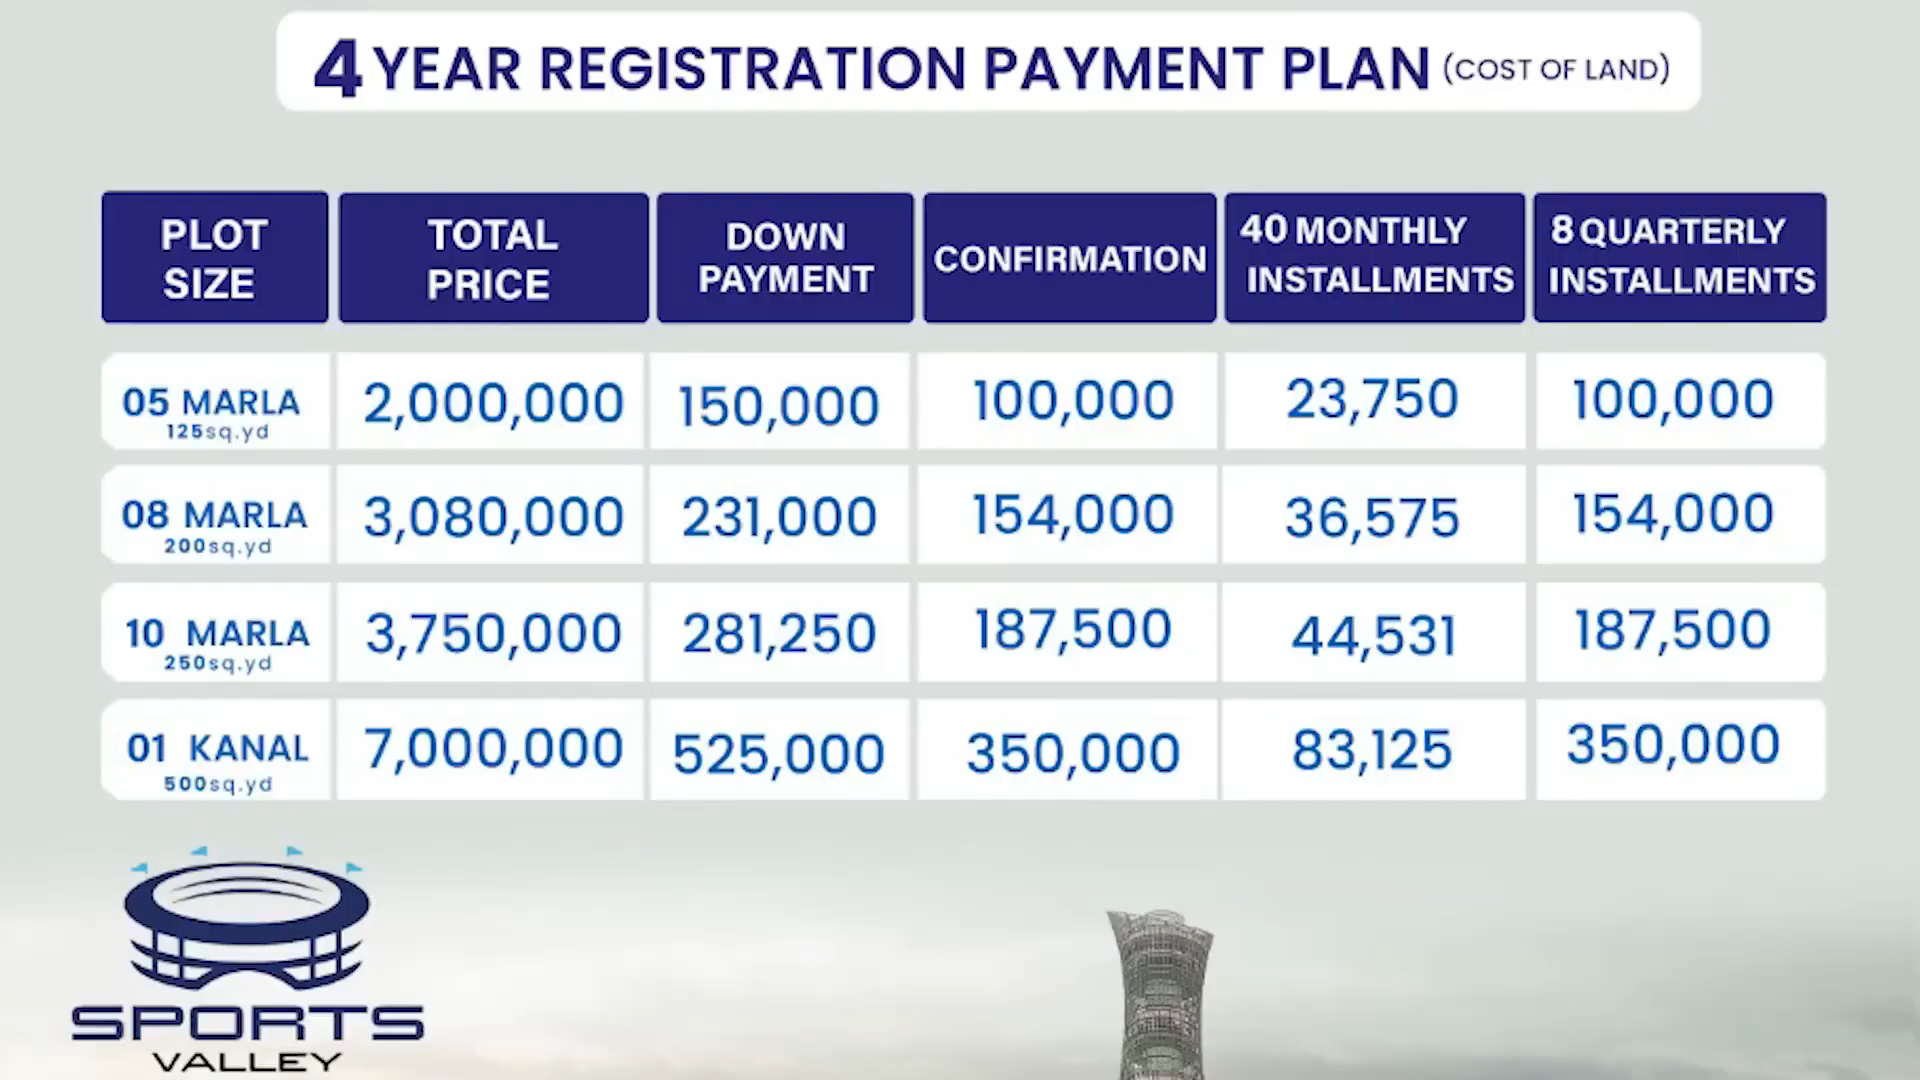 4 YEAR REGISTRATION PAYMENT PLAN (COST OF LAND)
PLOT SIZE TOTAL PRICE DOWN PAYMENT CONFIRMATION 40 MONTHLY INSTALLMENTS 8 QUARTERLY INSTALLMENTS
05 MARLA 2,000,000 150,000 100,000 23,750 100,000
125sq.yd
08 MARLA 3,080,000 231,000 154,000 36,575 154,000
200sq.yd
10 MARLA 3,750,000 281,250 187,500 44,531 187,500
250sq.yd
01 KANAL 7,000,000 525,000 350,000 83,125 350,000
500sq.yd
SPORTS
VALLEY